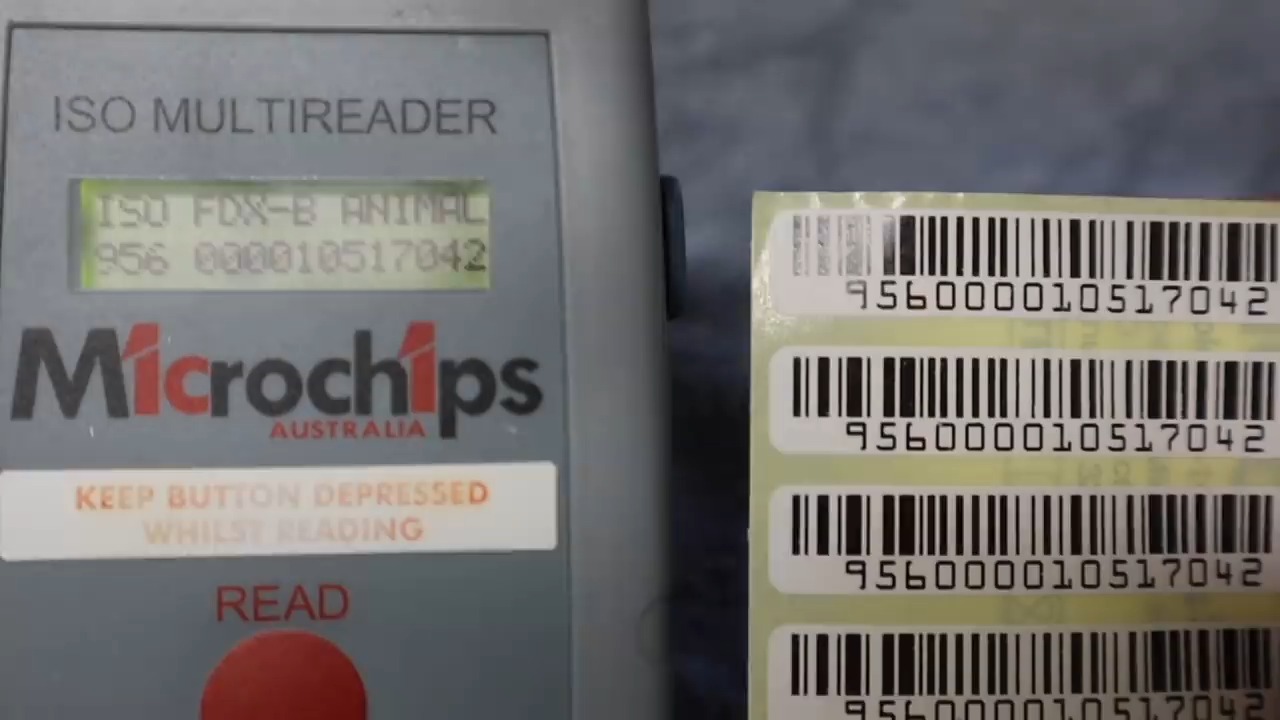 ISO MULTIREADER
ISO FDX-B ANIMAL
956 000010517042
Microchips
AUSTRALIA
KEEP BUTTON DEPRESSED
WHILST READING
READ
956000010517042
956000010517042
956000010517042
956000010517042